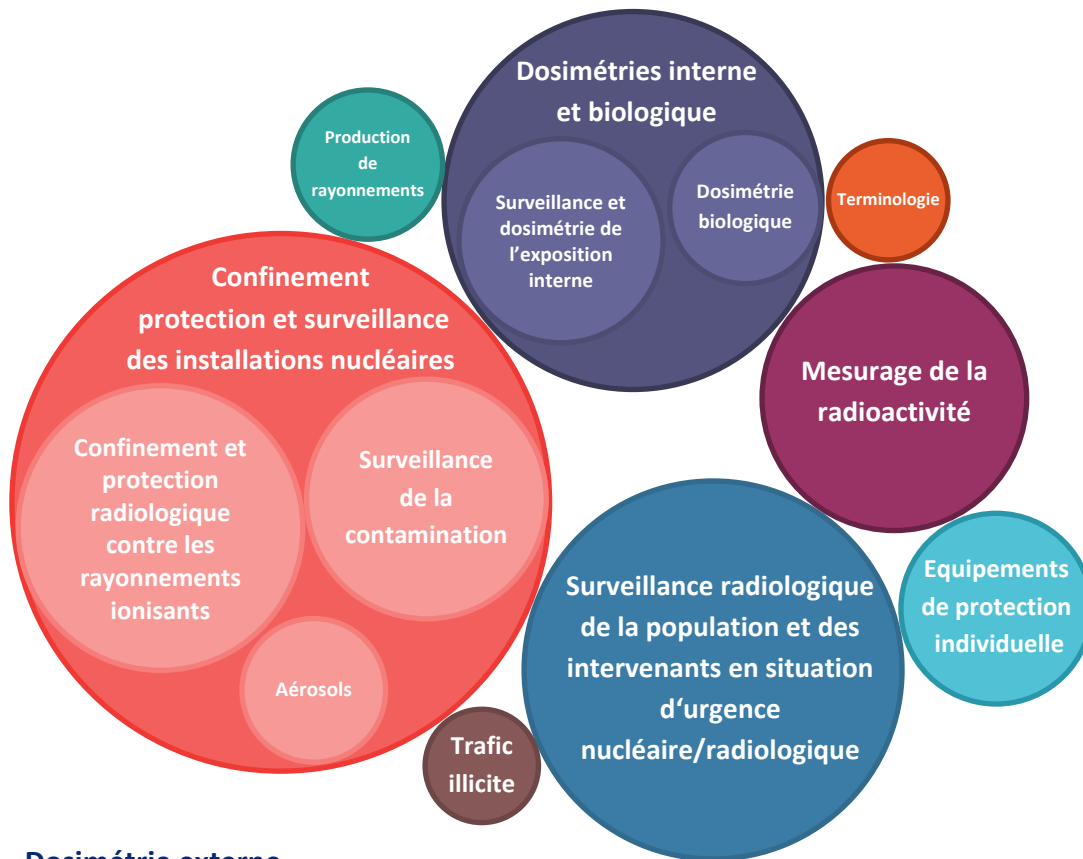 Dosimétries interne
et biologique
Production
de
rayonnements
Surveillance et
dosimétrie de
l'exposition
interne
Dosimétrie
biologique
Terminologie
Confinement
protection et surveillance
des installations nucléaires
Confinement et
protection
radiologique
contre les
rayonnements
ionisants
Surveillance
de la
contamination
Aérosols
Mesurage de la
radioactivité
Surveillance radiologique
de la population et des
intervenants en situation
d‘urgence
nucléaire/radiologique
Equipements
de protection
individuelle
Trafic
illicite
Dosimétrie externe